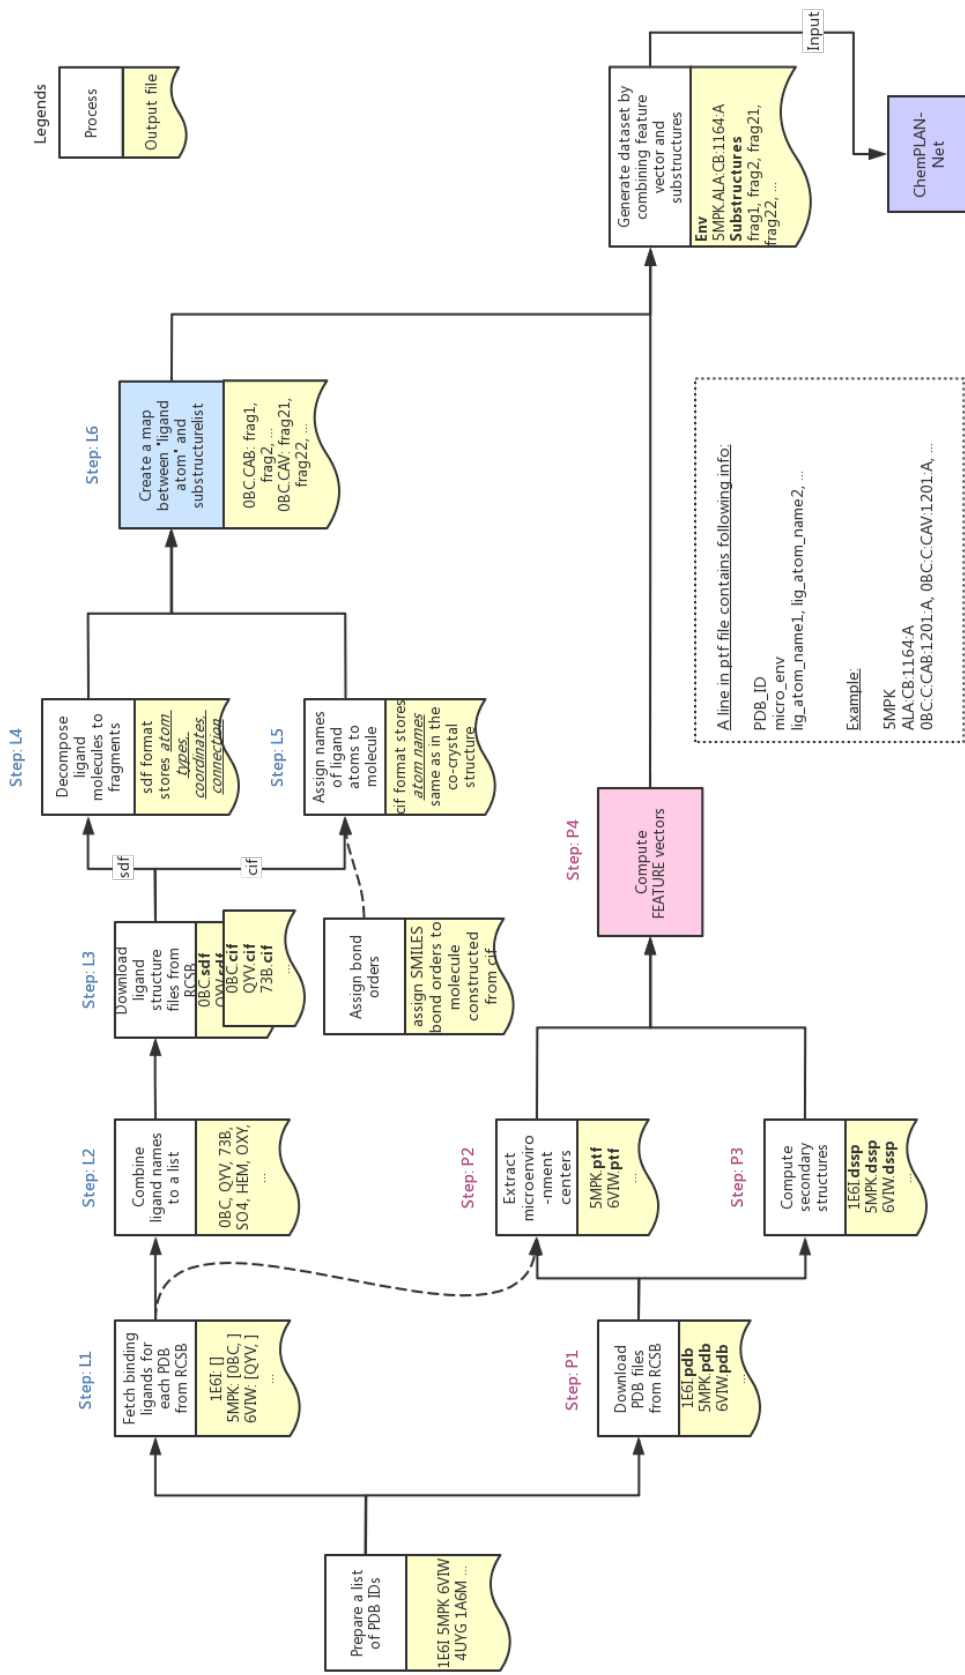 Legends
Process
Output file
Prepare a list
of PDB IDs
1E6I 5MPK 6VIW
4UYG 1A6M ...
Step: L1
Fetch binding
ligands for
each PDB
from RCSB
1E6I: []
5MPK: [0BC, ]
6VIW: [QYV, ]
Step: L2
Combine
ligand names
to a list
0BC, QYV, 73B,
SO4, HEM, OXY,
...
Step: L3
Download
ligand
structure
files from
RCSB
0BC.sdf
QYV.sdf
0BC.cif
QYV.cif
73B.cif
...
sdf
cif
Step: L4
Decompose
ligand
molecules to
fragments
sdf format
stores atom
types,
coordinates,
connection
Step: L5
Assign names
of ligand
atoms to
molecule
cif format stores
atom names
same as in the
co-crystal
structure
Assign bond
orders
assign SMILES
bond orders to
molecule
constructed
from cif
Step: L6
Create a map
between "ligand
atom" and
substructurelist
0BC.CAB: frag1,
frag2, ...
0BC.CAV: frag21,
frag22, ...
Step: P1
Download
PDB files
from RCSB
1E6I.pdb
5MPK.pdb
6VIW.pdb
...
Step: P2
Extract
microenviro
-nment
centers
5MPK.ptf
6VIW.ptf
...
Step: P3
Compute
secondary
structures
1E6I.dssp
5MPK.dssp
6VIW.dssp
...
Step: P4
Compute
FEATURE vectors
Generate dataset by
combining feature
vector and
substructures
Env
5MPK.ALA:CB:1164:A
Substructures
frag1, frag2, frag21,
frag22, ...
Input
ChemPLAN-
Net
A line in ptf file contains following info:
PDB_ID
micro_env
lig_atom_name1, lig_atom_name2, ...
Example:
5MPK
ALA:CB:1164:A
0BC:C:CAB:1201:A, 0BC:C:CAV:1201:A, ...